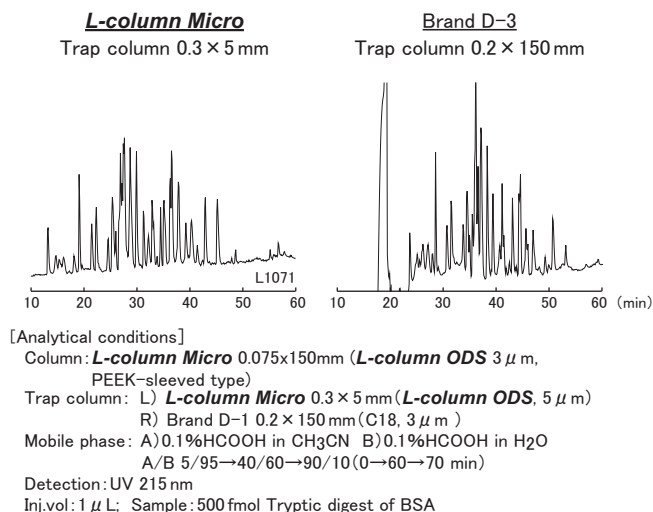 L-column Micro
Trap column 0.3 × 5 mm
Brand D-3
Trap column 0.2 × 150 mm
L1071
10 20 30 40 50 60
10 20 30 40 50 60 (min)
[Analytical conditions]
Column: L-column Micro 0.075x150mm (L-column ODS 3 μm,
PEEK-sleeved type)
Trap column: L) L-column Micro 0.3 × 5 mm (L-column ODS, 5 μm)
R) Brand D-1 0.2 × 150 mm (C18, 3 μm )
Mobile phase: A)0.1%HCOOH in CH3CN B)0.1%HCOOH in H2O
A/B 5/95→40/60→90/10(0→60→70 min)
Detection: UV 215 nm
Inj.vol: 1 μL; Sample: 500 fmol Tryptic digest of BSA